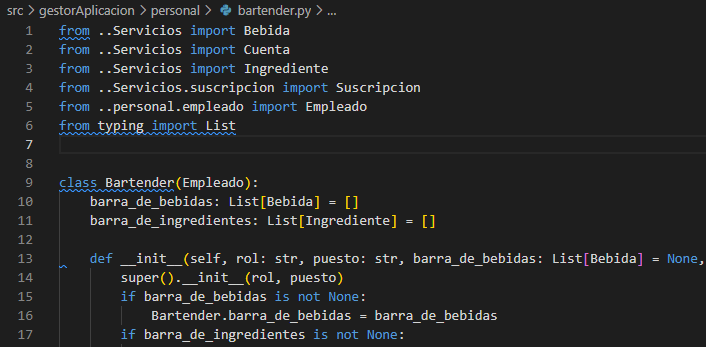 src > gestorAplicacion > personal > bartender.py > ...
1 from ..Servicios import Bebida
2 from ..Servicios import Cuenta
3 from ..Servicios import Ingrediente
4 from ..Servicios.suscripcion import Suscripcion
5 from ..personal.empleado import Empleado
6 from typing import List
7
8
9 class Bartender(Empleado):
10 barra_de_bebidas: List[Bebida] = []
11 barra_de_ingredientes: List[Ingrediente] = []
12
13 def __init__(self, rol: str, puesto: str, barra_de_bebidas: List[Bebida] = None,
14 super().__init__(rol, puesto)
15 if barra_de_bebidas is not None:
16 Bartender.barra_de_bebidas = barra_de_bebidas
17 if barra_de_ingredientes is not None: